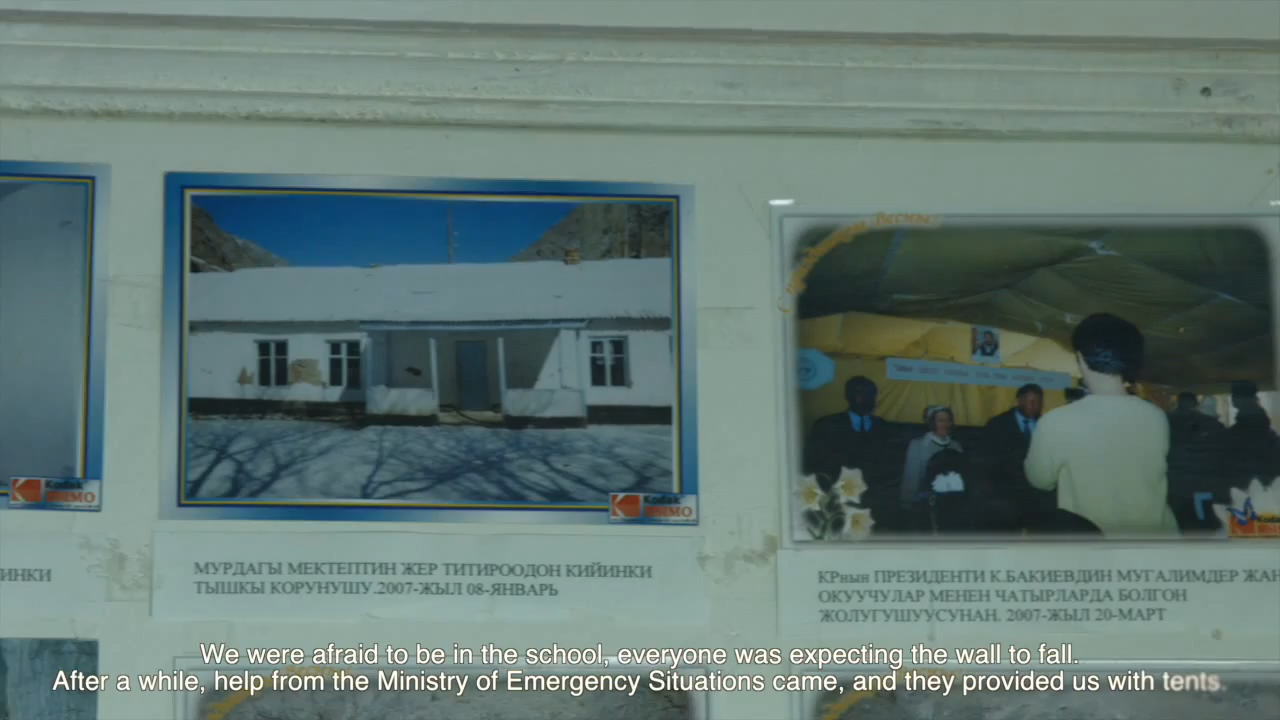 Kodak
Kodak
ИНКИ
МУРДАГЫ МЕКТЕПТИН ЖЕР ТИТИРООДОН КИЙИНКИ
ТЫШКЫ КОРУНУШУ.2007-ЖЫЛ 08-ЯНВАРЬ
КРнын ПРЕЗИДЕНТИ К.БАКИЕВДИН МУГАЛИМДЕР ЖАН
ОКУУЧУЛАР МЕНЕН ЧАТЫРЛАРДА БОЛГОН
ЖОЛУГУШУУСУНАН. 2007-ЖЫЛ 20-МАРТ
We were afraid to be in the school, everyone was expecting the wall to fall.
After a while, help from the Ministry of Emergency Situations came, and they provided us with tents.